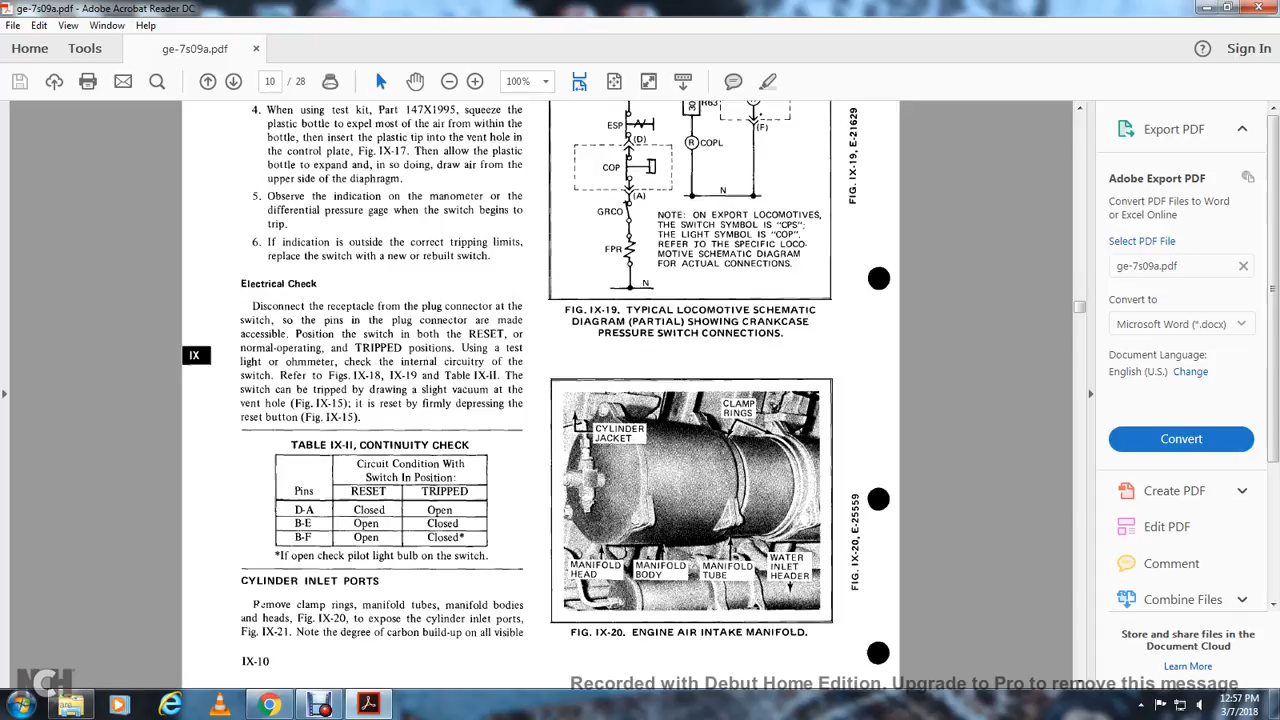 ge-7s09a.pdf - Adobe Acrobat Reader DC
File Edit View Window Help
Home Tools ge-7s09a.pdf × Sign In
10 / 28 100%
4. When using test kit, Part 147X1995, squeeze the
plastic bottle to expel most of the air from within the
bottle, then insert the plastic tip into the vent hole in
the control plate, Fig. IX-17. Then allow the plastic
bottle to expand and, in so doing, draw air from the
upper side of the diaphragm.
5. Observe the indication on the manometer or the
differential pressure gage when the switch begins to
trip.
6. If indication is outside the correct tripping limits,
replace the switch with a new or rebuilt switch.
Electrical Check
Disconnect the receptacle from the plug connector at the
switch, so the pins in the plug connector are made
accessible. Position the switch in both the RESET, or
normal-operating, and TRIPPED positions. Using a test
light or ohmmeter, check the internal circuitry of the
switch. Refer to Figs. IX-18, IX-19 and Table IX-II. The
switch can be tripped by drawing a slight vacuum at the
vent hole (Fig. IX-15); it is reset by firmly depressing the
reset button (Fig. IX-15).
IX
TABLE IX-II, CONTINUITY CHECK
Circuit Condition With
Switch In Position:
Pins RESET TRIPPED
D-A Closed Open
B-E Open Closed
B-F Open Closed*
*If open check pilot light bulb on the switch.
CYLINDER INLET PORTS
Remove clamp rings, manifold tubes, manifold bodies
and heads, Fig. IX-20, to expose the cylinder inlet ports,
Fig. IX-21. Note the degree of carbon build-up on all visible
IX-10
R63
ESP
(D)
(F)
R COPL
COP
(A)
N
GRCO
FPR
N
NOTE: ON EXPORT LOCOMOTIVES,
THE SWITCH SYMBOL IS "CPS";
THE LIGHT SYMBOL IS "COP",
REFER TO THE SPECIFIC LOCO-
MOTIVE SCHEMATIC DIAGRAM
FOR ACTUAL CONNECTIONS.
FIG. IX-19, E-21629
FIG. IX-19. TYPICAL LOCOMOTIVE SCHEMATIC
DIAGRAM (PARTIAL) SHOWING CRANKCASE
PRESSURE SWITCH CONNECTIONS.
CLAMP
RINGS
CYLINDER
JACKET
MANIFOLD
HEAD
MANIFOLD
BODY
MANIFOLD
TUBE
WATER
INLET
HEADER
FIG. IX-20, E-25559
FIG. IX-20. ENGINE AIR INTAKE MANIFOLD.
Export PDF
Adobe Export PDF
Convert PDF Files to Word
or Excel Online
Select PDF File
ge-7s09a.pdf
Convert to
Microsoft Word (*.docx)
Document Language:
English (U.S.) Change
Convert
Create PDF
Edit PDF
Comment
Combine Files
Store and share files in the
Document Cloud
Learn More
NCH
Recorded with Debut Home Edition. Upgrade to Pro to remove this message
12:57 PM
3/7/2018